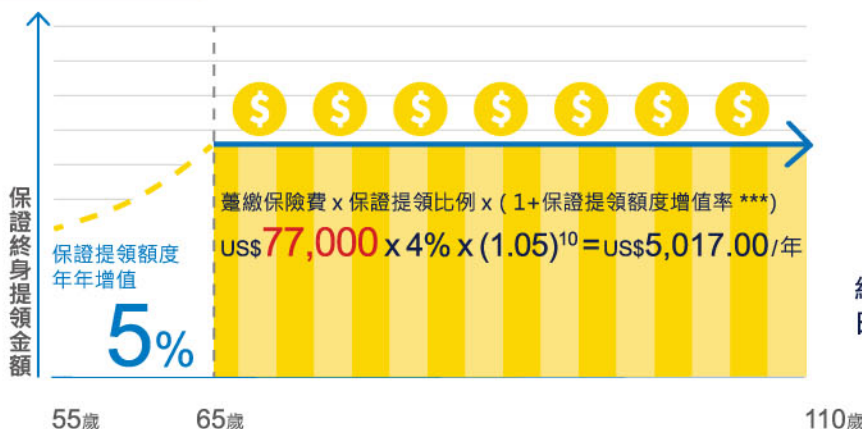 保證終身提領金額
$ $ $ $ $ $ $
躉繳保險費 x 保證提領比例 x ( 1+保證提領額度增值率 ***)
US$77,000 x 4% x (1.05)¹⁰ = US$5,017.00/年
保證提領額度
年年增值
5%
55歲 65歲 110歲